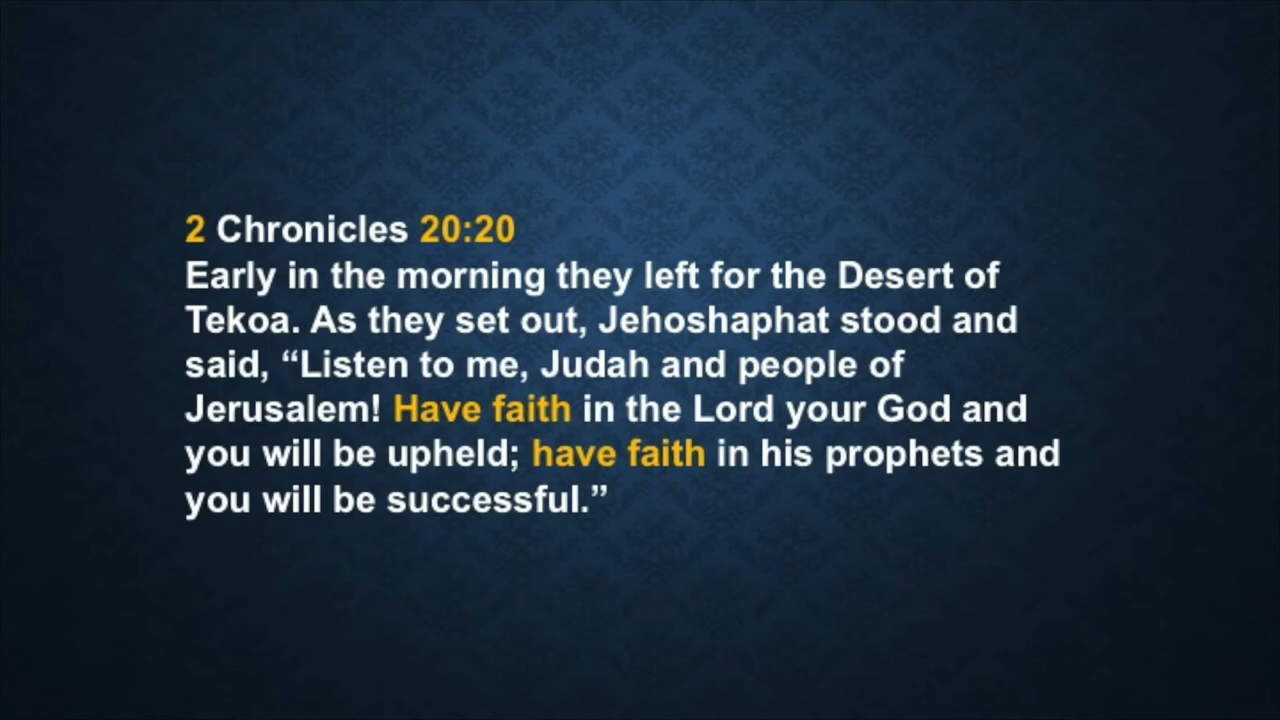 2 Chronicles 20:20
Early in the morning they left for the Desert of
Tekoa. As they set out, Jehoshaphat stood and
said, “Listen to me, Judah and people of
Jerusalem! Have faith in the Lord your God and
you will be upheld; have faith in his prophets and
you will be successful.”